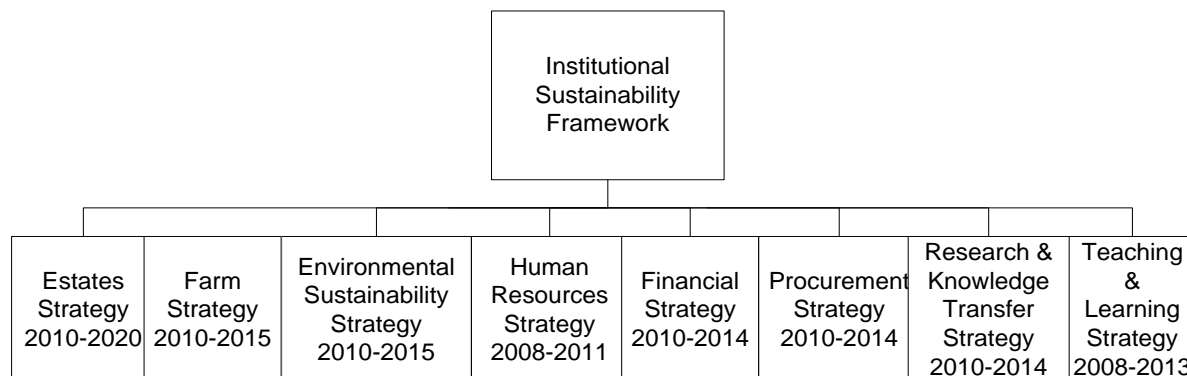 Institutional
Sustainability
Framework
Estates
Strategy
2010-2020
Farm
Strategy
2010-2015
Environmental
Sustainability
Strategy
2010-2015
Human
Resources
Strategy
2008-2011
Financial
Strategy
2010-2014
Procurement
Strategy
2010-2014
Research &
Knowledge
Transfer
Strategy
2010-2014
Teaching
&
Learning
Strategy
2008-2013